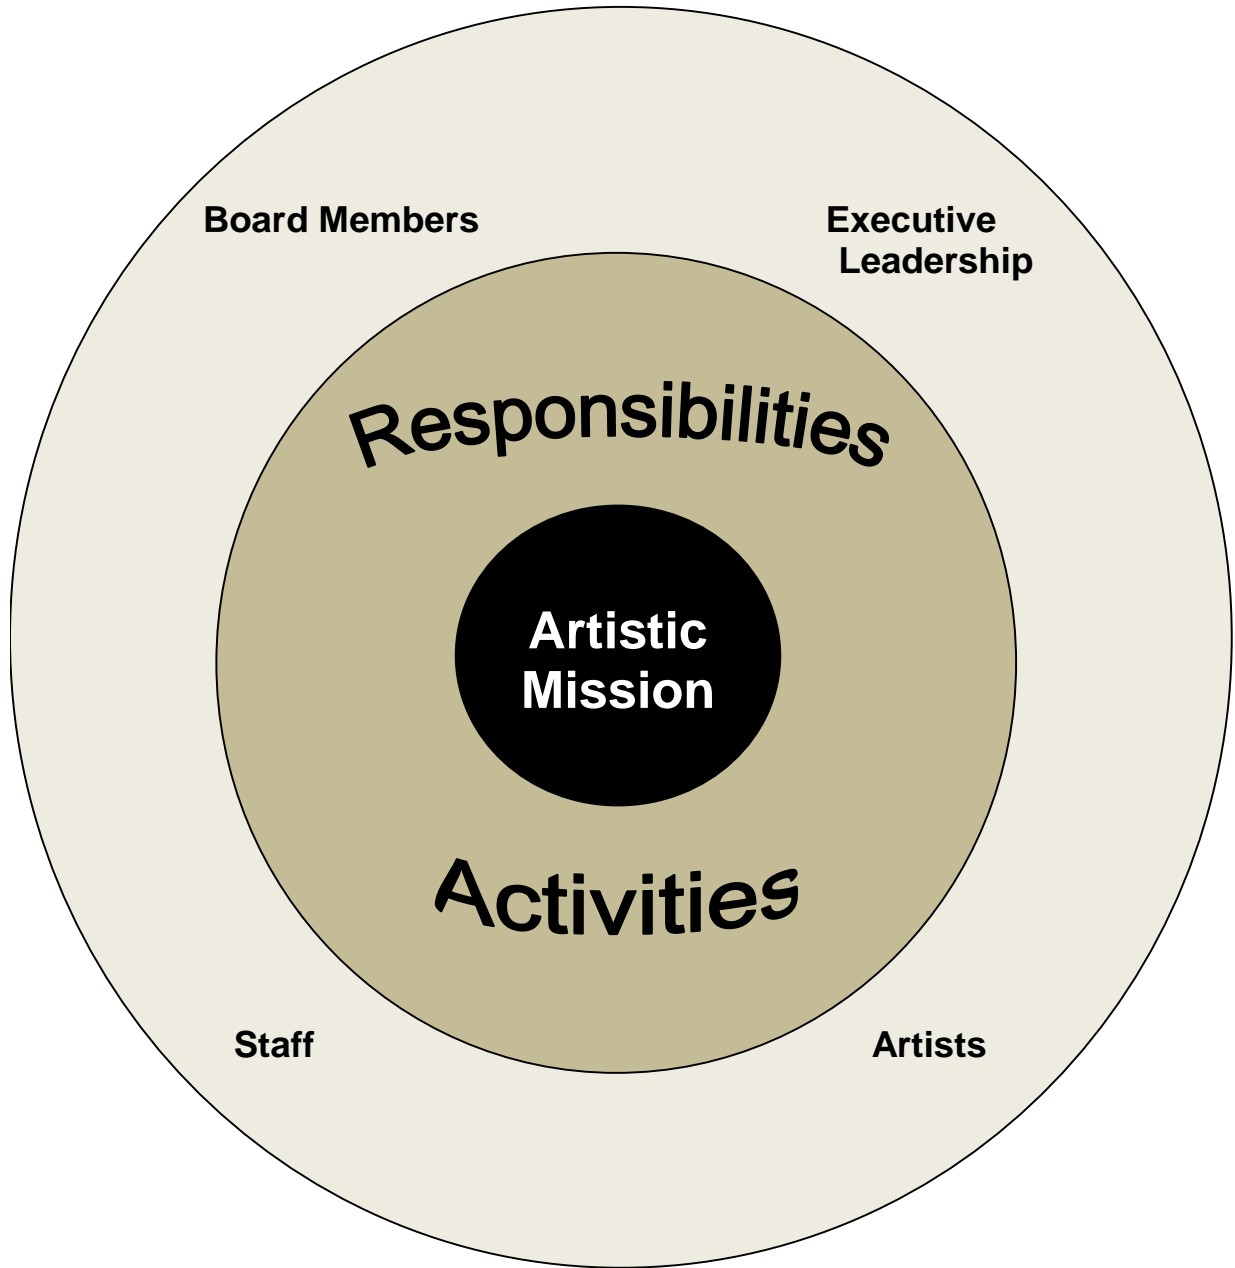 Board Members
Executive
Leadership
Responsibilities
Artistic
Mission
Activities
Staff
Artists